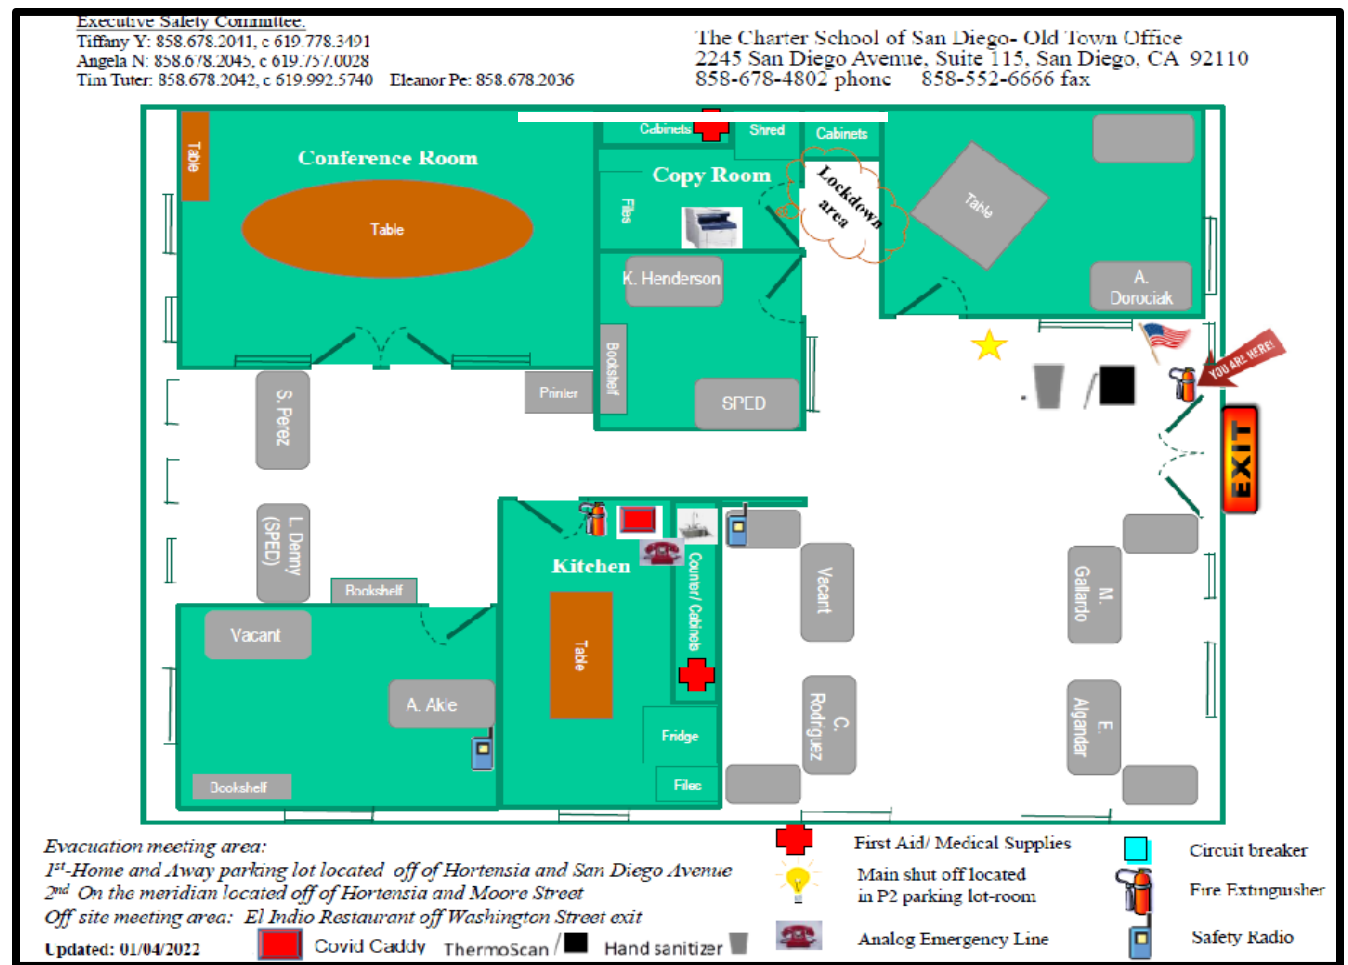 Executive Safety Committee:
Tiffany Y: 858.678.2041, c 619.778.3491
Angela N: 858.678.2045, c 619.757.0028
Tim Tuter: 858.678.2042, c 619.992.5740 Eleanor Pe: 858.678.2036
The Charter School of San Diego- Old Town Office
2245 San Diego Avenue, Suite 115, San Diego, CA 92110
858-678-4802 phone 858-552-6666 fax
Table
Conference Room
Table
Cabinets
Shred
Cabinets
Copy Room
Files
Lockdown
area
Table
A.
Dorociak
K. Henderson
Bookshelf
SPED
Printer
YOU ARE HERE!
EXIT
S. Perez
L. Denny
(SPED)
Bookshelf
Vacant
A. Akle
Bookshelf
Kitchen
Table
Counter/ Cabinets
Fridge
Files
Vacant
C.
Rodriguez
M.
Gallardo
E.
Algandar
Evacuation meeting area:
1st-Home and Away parking lot located off of Hortensia and San Diego Avenue
2nd On the meridian located off of Hortensia and Moore Street
Off site meeting area: El Indio Restaurant off Washington Street exit
Updated: 01/04/2022
Covid Caddy
ThermoScan
Hand sanitizer
First Aid/ Medical Supplies
Main shut off located
in P2 parking lot-room
Analog Emergency Line
Circuit breaker
Fire Extingusher
Safety Radio